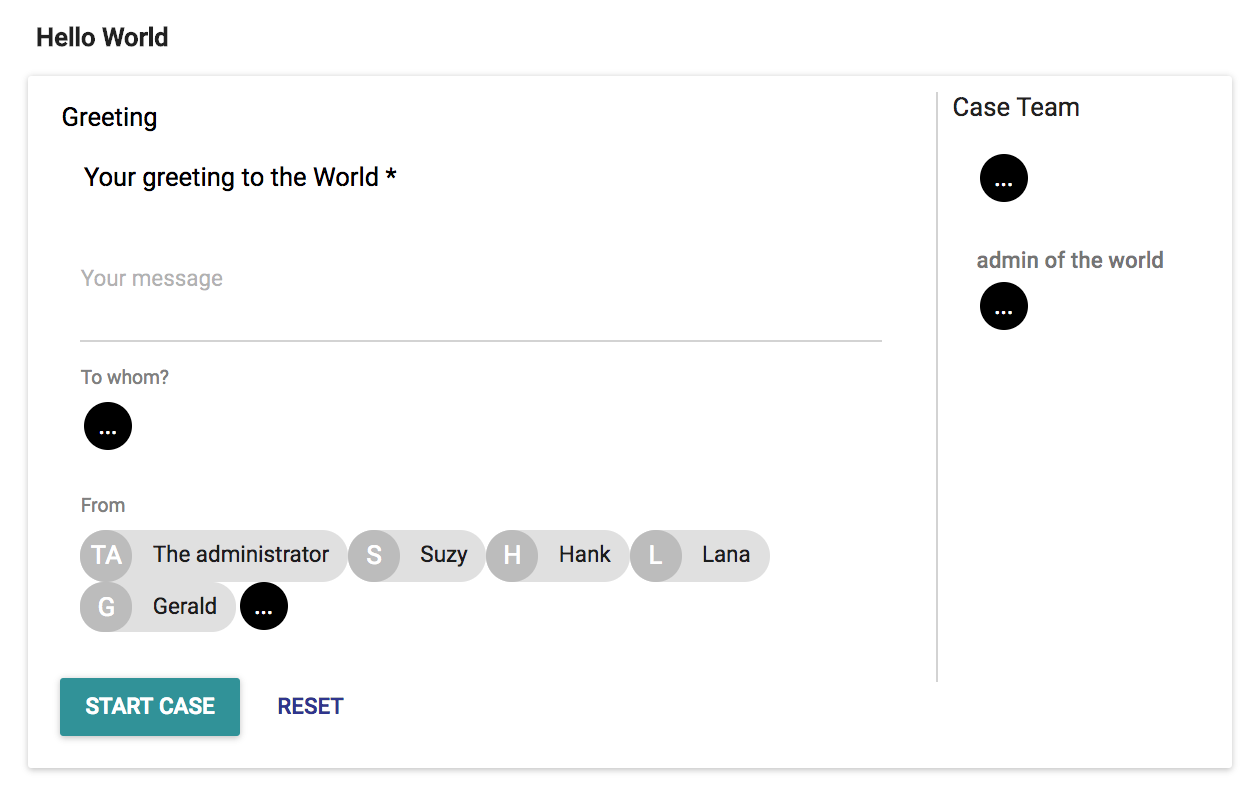 Hello World
Greeting
Your greeting to the World *
Your message
To whom?
...
From
TA The administrator S Suzy H Hank L Lana
G Gerald ...
START CASE RESET
Case Team
...
admin of the world
...